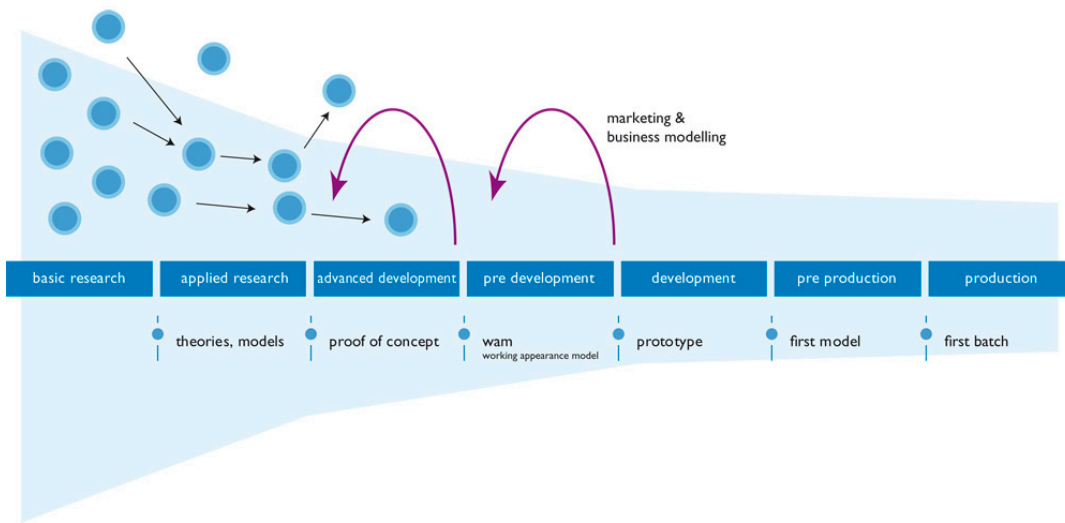 marketing &
business modelling
basic research
applied research
advanced development
pre development
development
pre production
production
theories, models
proof of concept
wam
working appearance model
prototype
first model
first batch